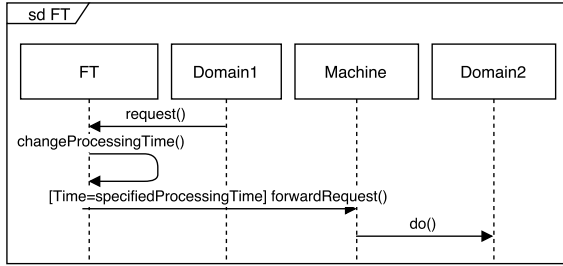 sd FT
FT
Domain1
Machine
Domain2
request()
changeProcessingTime()
[Time=specifiedProcessingTime] forwardRequest()
do()